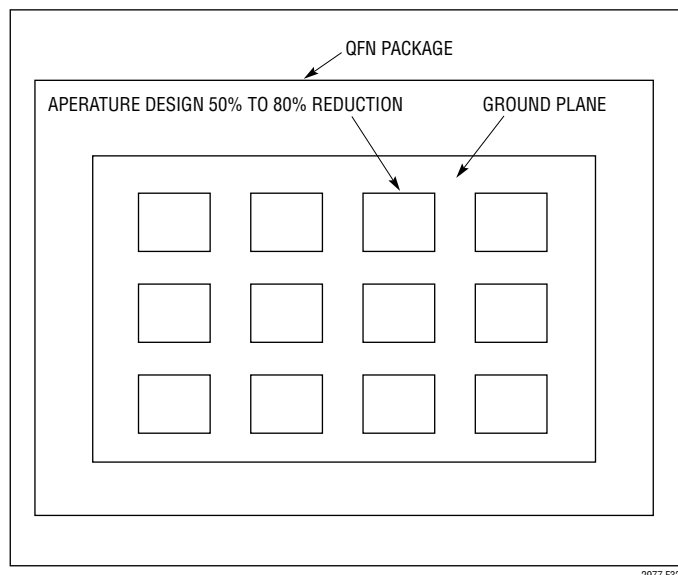 QFN PACKAGE
APERATURE DESIGN 50% TO 80% REDUCTION
GROUND PLANE